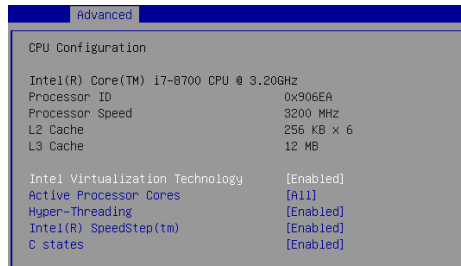 Advanced
CPU Configuration
Intel(R) Core(TM) i7-8700 CPU @ 3.20GHz
Processor ID 0x906EA
Processor Speed 3200 MHz
L2 Cache 256 KB x 6
L3 Cache 12 MB
Intel Virtualization Technology [Enabled]
Active Processor Cores [All]
Hyper-Threading [Enabled]
Intel(R) SpeedStep(tm) [Enabled]
C states [Enabled]